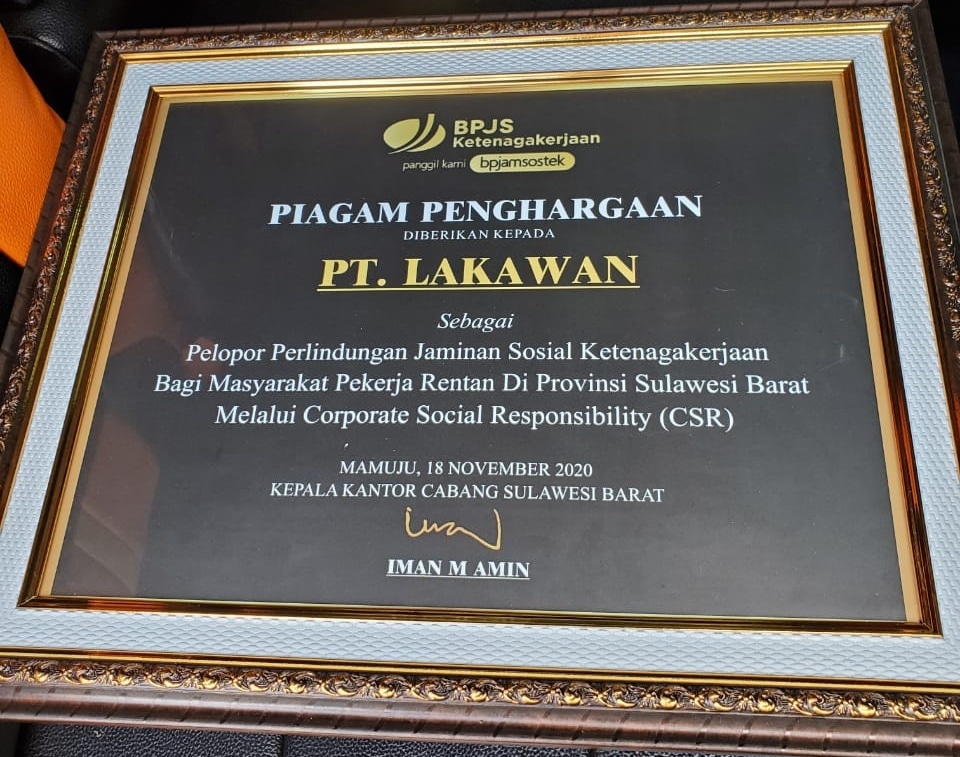 BPJS
Ketenagakerjaan
panggil kami bpjamsostek
PIAGAM PENGHARGAAN
DIBERIKAN KEPADA
PT. LAKAWAN
Sebagai
Pelopor Perlindungan Jaminan Sosial Ketenagakerjaan
Bagi Masyarakat Pekerja Rentan Di Provinsi Sulawesi Barat
Melalui Corporate Social Responsibility (CSR)
MAMUJU, 18 NOVEMBER 2020
KEPALA KANTOR CABANG SULAWESI BARAT
IMAN M AMIN